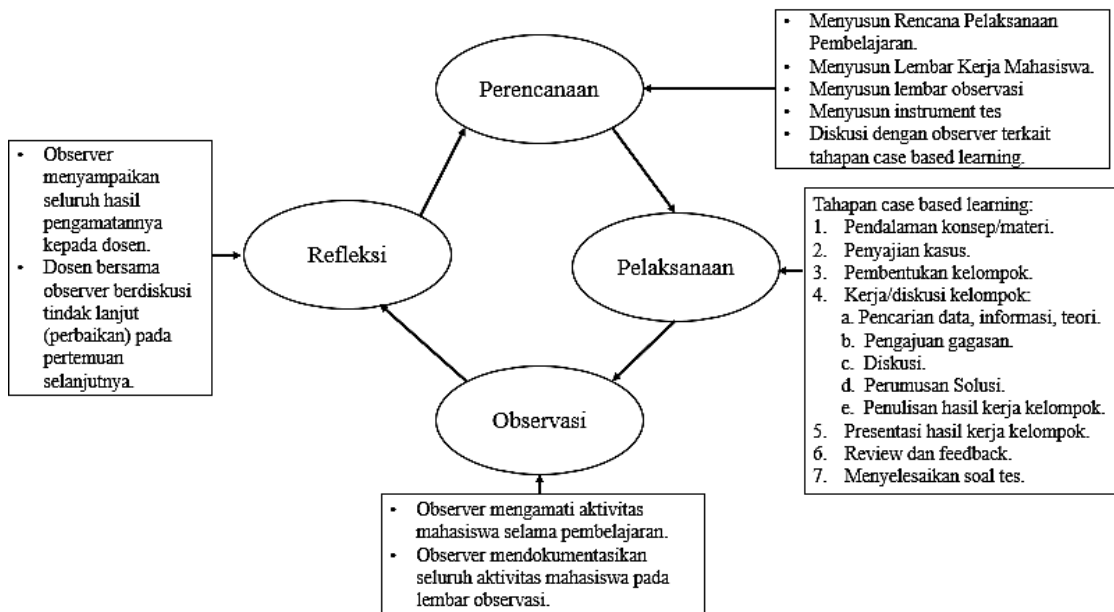 Perencanaan
• Menyusun Rencana Pelaksanaan
Pembelajaran.
• Menyusun Lembar Kerja Mahasiswa.
• Menyusun lembar observasi
• Menyusun instrument tes
• Diskusi dengan observer terkait
tahapan case based learning.
Pelaksanaan
Tahapan case based learning:
1. Pendalaman konsep/materi.
2. Penyajian kasus.
3. Pembentukan kelompok.
4. Kerja/diskusi kelompok:
a. Pencarian data, informasi, teori.
b. Pengajuan gagasan.
c. Diskusi.
d. Perumusan Solusi.
e. Penulisan hasil kerja kelompok.
5. Presentasi hasil kerja kelompok.
6. Review dan feedback.
7. Menyelesaikan soal tes.
Observasi
• Observer mengamati aktivitas
mahasiswa selama pembelajaran.
• Observer mendokumentasikan
seluruh aktivitas mahasiswa pada
lembar observasi.
Refleksi
• Observer
menyampaikan
seluruh hasil
pengamatannya
kepada dosen.
• Dosen bersama
observer berdiskusi
tindak lanjut
(perbaikan) pada
pertemuan
selanjutnya.